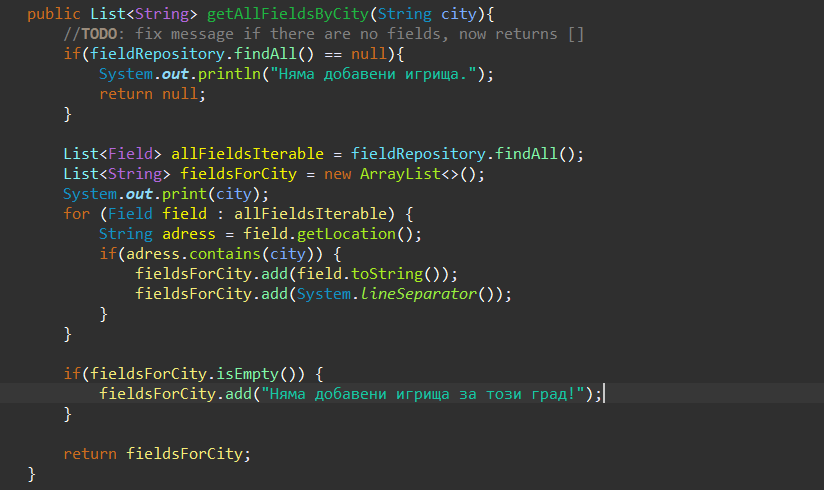 public List<String> getAllFieldsByCity(String city){
    //TODO: fix message if there are no fields, now returns []
    if(fieldRepository.findAll() == null){
        System.out.println("Няма добавени игрища.");
        return null;
    }

    List<Field> allFieldsIterable = fieldRepository.findAll();
    List<String> fieldsForCity = new ArrayList<>();
    System.out.print(city);
    for (Field field : allFieldsIterable) {
        String adress = field.getLocation();
        if(adress.contains(city)) {
            fieldsForCity.add(field.toString());
            fieldsForCity.add(System.lineSeparator());
        }
    }

    if(fieldsForCity.isEmpty()) {
        fieldsForCity.add("Няма добавени игрища за този град!");
    }

    return fieldsForCity;
}